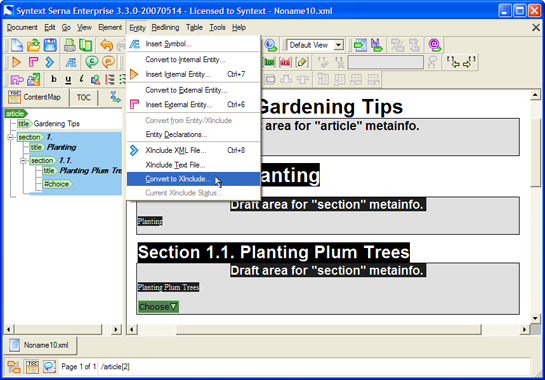 Syntext Serna Enterprise 3.3.0-20070514 - Licensed to Syntext - Noname10.xml
Document Edit Go View Element Entity Redlining Table Tools Help
Insert Symbol...
Default View
Convert to Internal Entity...
Insert Internal Entity... Ctrl+7
Convert to External Entity...
Insert External Entity... Ctrl+6
Convert from Entity/XInclude
Entity Declarations...
XInclude XML File... Ctrl+8
XInclude Text File...
Convert to XInclude...
Current XInclude Status...
b u i
ContentMap TOC
article
title Gardening Tips
section 1.
title Planting
section 1.1.
title Planting Plum Trees
#choice
Gardening Tips
area for "article" metainfo.
anting
Draft area for "section" metainfo.
Planting
Section 1.1. Planting Plum Trees
Draft area for "section" metainfo.
Planting Plum Trees
Choose
Noname10.xml
Page 1 of 1 /article[2]